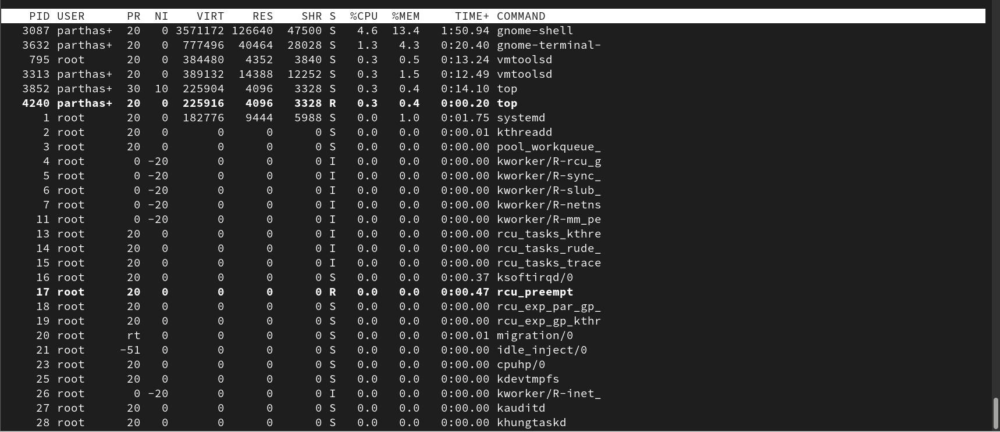 PID USER PR NI VIRT RES SHR S %CPU %MEM TIME+ COMMAND
3087 parthas+ 20 0 3571172 126640 47500 S 4.6 13.4 1:50.94 gnome-shell
3632 parthas+ 20 0 777496 40464 28028 S 1.3 4.3 0:20.40 gnome-terminal-
795 root 20 0 384480 4352 3840 S 0.3 0.5 0:13.24 vmtoolsd
3313 parthas+ 20 0 389132 14388 12252 S 0.3 1.5 0:12.49 vmtoolsd
3852 parthas+ 30 10 225904 4096 3328 S 0.3 0.4 0:14.10 top
4240 parthas+ 20 0 225916 4096 3328 R 0.3 0.4 0:00.20 top
1 root 20 0 182776 9444 5988 S 0.0 1.0 0:01.75 systemd
2 root 20 0 0 0 0 S 0.0 0.0 0:00.01 kthreadd
3 root 20 0 0 0 0 S 0.0 0.0 0:00.00 pool_workqueue_
4 root 0 -20 0 0 0 I 0.0 0.0 0:00.00 kworker/R-rcu_g
5 root 0 -20 0 0 0 I 0.0 0.0 0:00.00 kworker/R-sync_
6 root 0 -20 0 0 0 I 0.0 0.0 0:00.00 kworker/R-slub_
7 root 0 -20 0 0 0 I 0.0 0.0 0:00.00 kworker/R-netns
11 root 0 -20 0 0 0 I 0.0 0.0 0:00.00 kworker/R-mm_pe
13 root 20 0 0 0 0 I 0.0 0.0 0:00.00 rcu_tasks_kthre
14 root 20 0 0 0 0 I 0.0 0.0 0:00.00 rcu_tasks_rude_
15 root 20 0 0 0 0 I 0.0 0.0 0:00.00 rcu_tasks_trace
16 root 20 0 0 0 0 S 0.0 0.0 0:00.37 ksoftirqd/0
17 root 20 0 0 0 0 R 0.0 0.0 0:00.47 rcu_preempt
18 root 20 0 0 0 0 S 0.0 0.0 0:00.00 rcu_exp_par_gp_
19 root 20 0 0 0 0 S 0.0 0.0 0:00.00 rcu_exp_gp_kthr
20 root rt 0 0 0 0 S 0.0 0.0 0:00.01 migration/0
21 root -51 0 0 0 0 S 0.0 0.0 0:00.00 idle_inject/0
23 root 20 0 0 0 0 S 0.0 0.0 0:00.00 cpuhp/0
25 root 20 0 0 0 0 S 0.0 0.0 0:00.00 kdevtmpfs
26 root 0 -20 0 0 0 I 0.0 0.0 0:00.00 kworker/R-inet_
27 root 20 0 0 0 0 S 0.0 0.0 0:00.00 kauditd
28 root 20 0 0 0 0 S 0.0 0.0 0:00.00 khungtaskd